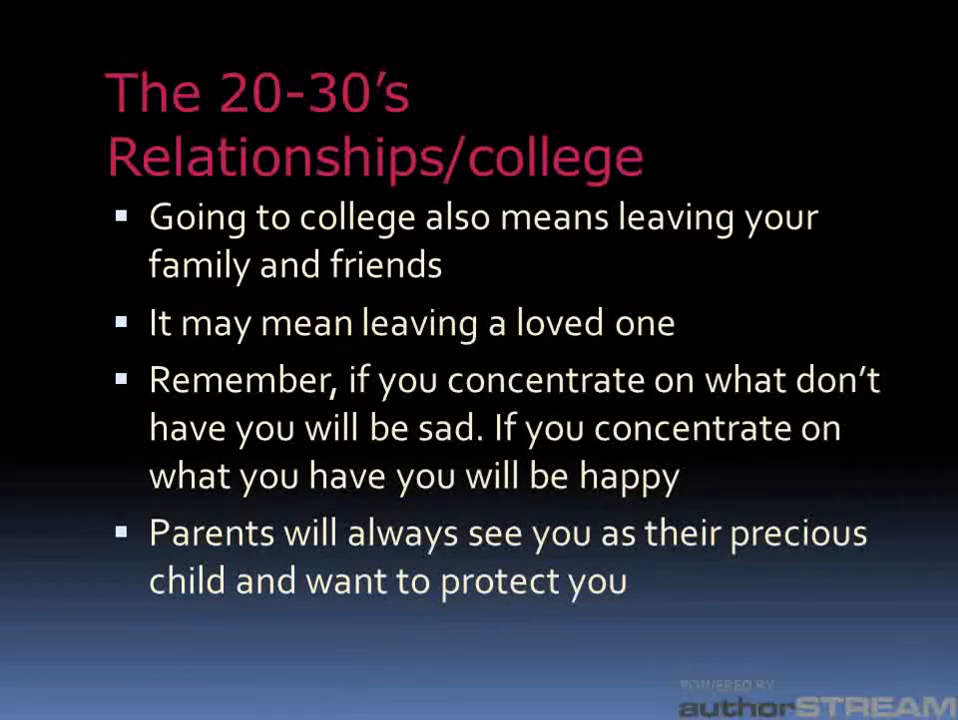 The 20-30’s
Relationships/college
▪ Going to college also means leaving your
family and friends
▪ It may mean leaving a loved one
▪ Remember, if you concentrate on what don’t
have you will be sad. If you concentrate on
what you have you will be happy
▪ Parents will always see you as their precious
child and want to protect you
POWERED BY
authorSTREAM